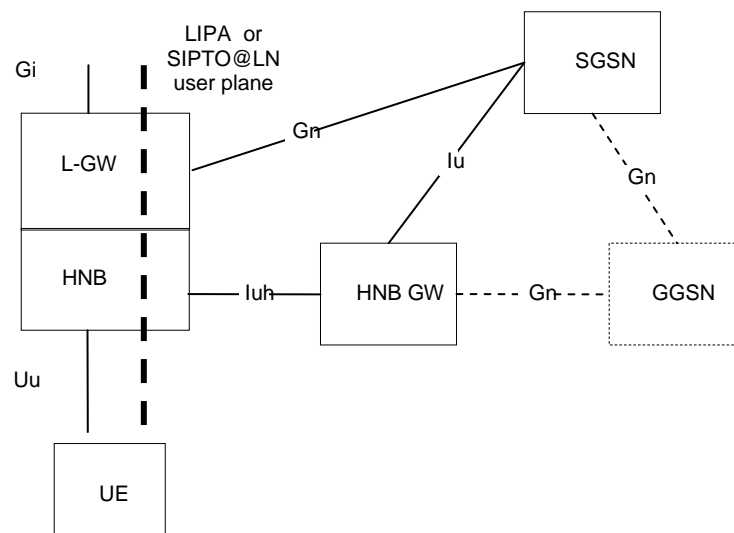 LIPA or
SIPTO@LN
user plane
SGSN
Gi
Gn
L-GW
Iu
Gn
HNB
Iuh
HNB GW
Gn
GGSN
Uu
UE